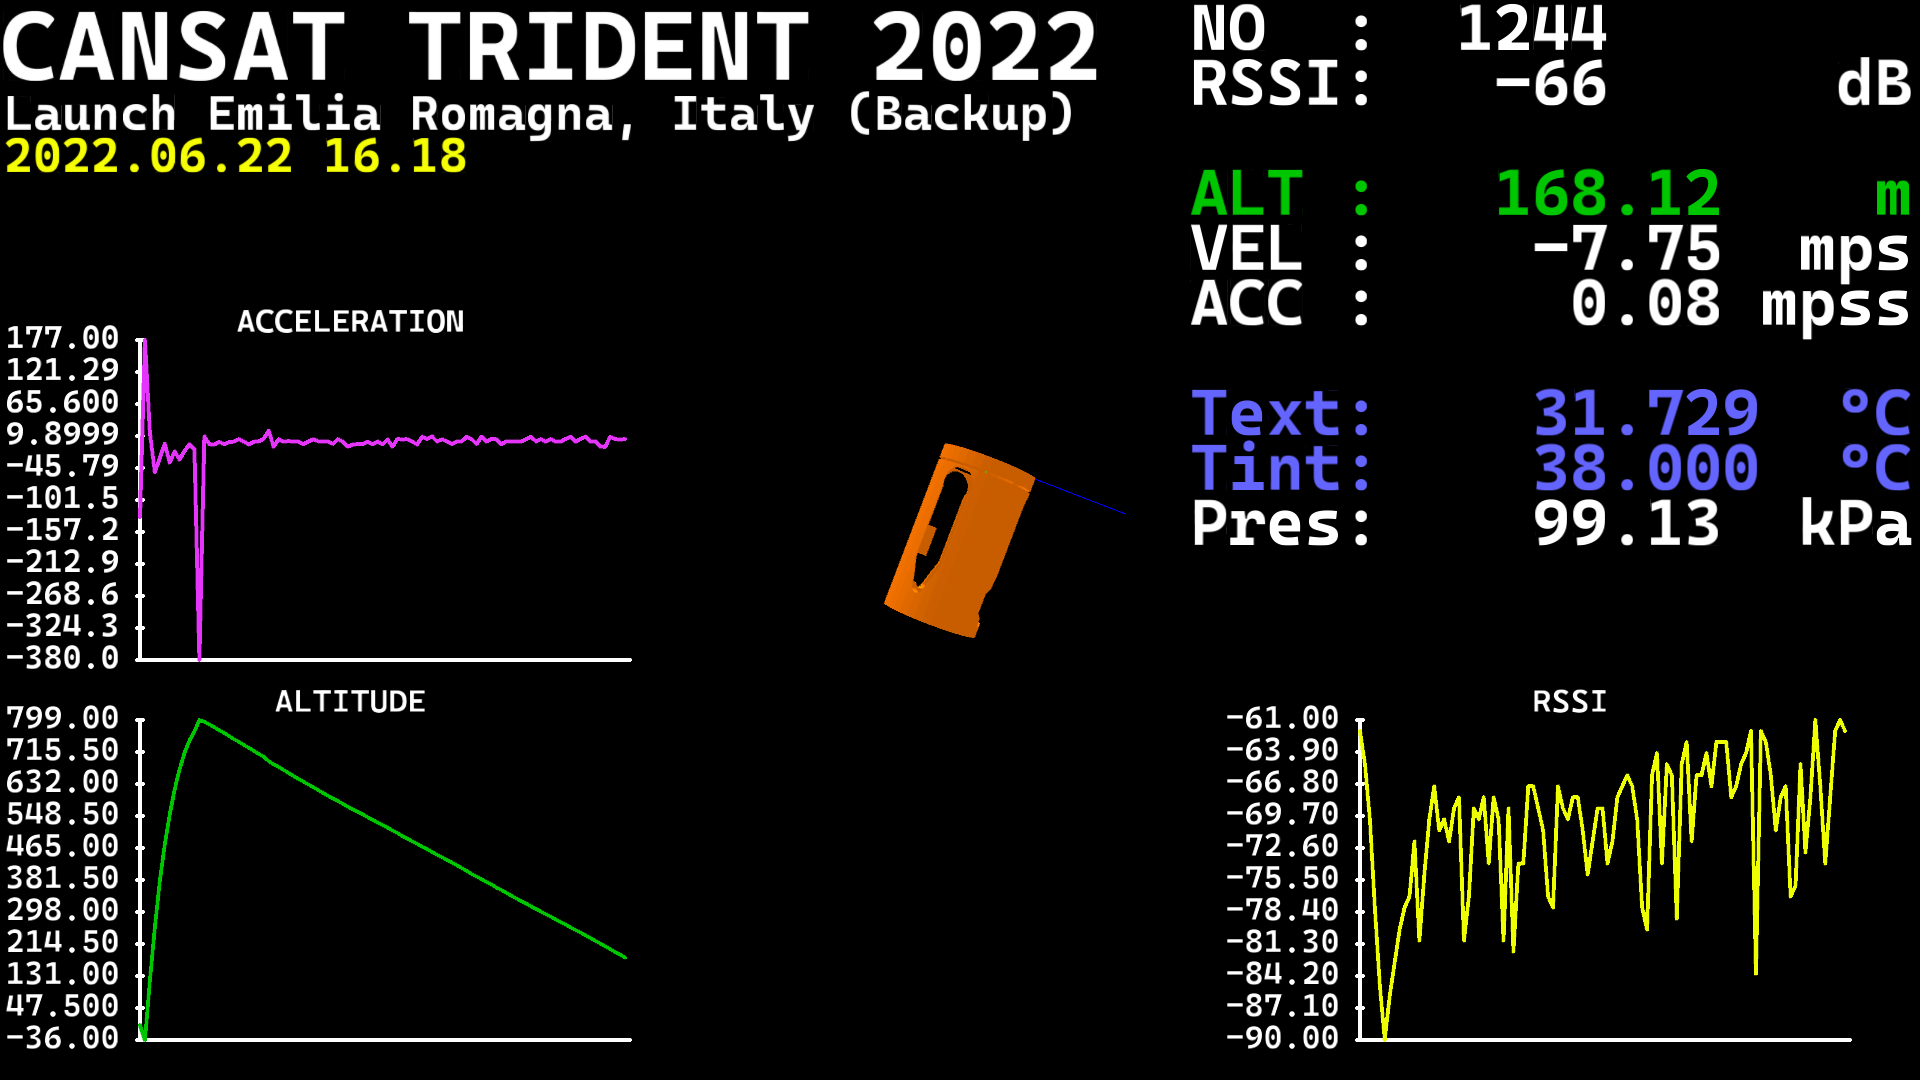 CANSAT TRIDENT 2022
Launch Emilia Romagna, Italy (Backup)
2022.06.22 16.18
NO : 1244
RSSI: -66 dB
ALT : 168.12 m
VEL : -7.75 mps
ACC : 0.08 mpss
Text: 31.729 °C
Tint: 38.000 °C
Pres: 99.13 kPa
ACCELERATION
177.00
121.29
65.600
9.8999
-45.79
-101.5
-157.2
-212.9
-268.6
-324.3
-380.0
ALTITUDE
799.00
715.50
632.00
548.50
465.00
381.50
298.00
214.50
131.00
47.500
-36.00
RSSI
-61.00
-63.90
-66.80
-69.70
-72.60
-75.50
-78.40
-81.30
-84.20
-87.10
-90.00